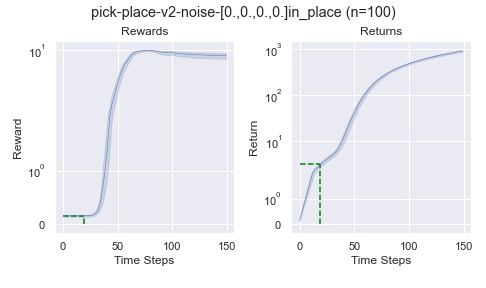 pick-place-v2-noise-[0.,0.,0.,0.]in_place (n=100)
Rewards
Returns
10¹
10⁰
0
Reward
0
50
100
150
Time Steps
10³
10²
10¹
10⁰
0
Return
0
50
100
150
Time Steps